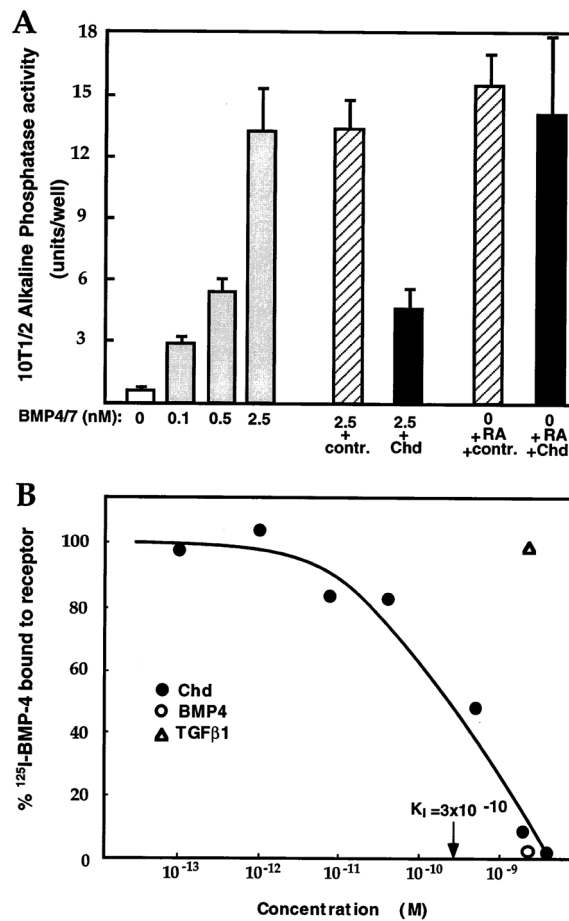 A
10T1/2 Alkaline Phosphatase activity
(units/well)
18
15
12
9
6
3
BMP4/7 (nM): 0 0.1 0.5 2.5 2.5 2.5 0 0
+ + +RA + RA
contr. Chd +contr. +Chd
B
% ¹²⁵I-BMP-4 bound to receptor
100
80
60
40
20
0
Chd
BMP4
TGFβ1
K_I =3x10 -10
10⁻¹³ 10⁻¹² 10⁻¹¹ 10⁻¹⁰ 10⁻⁹
Concentration (M)